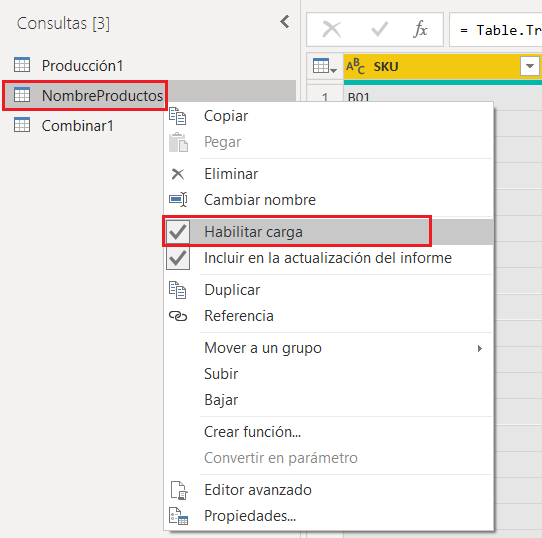 Consultas [3]
Producción1
NombreProductos
Combinar1
fx
= Table.Tr
ABC SKU
1 B01
Copiar
Pegar
Eliminar
Cambiar nombre
Habilitar carga
Incluir en la actualización del informe
Duplicar
Referencia
Mover a un grupo
Subir
Bajar
Crear función...
Convertir en parámetro
Editor avanzado
Propiedades...